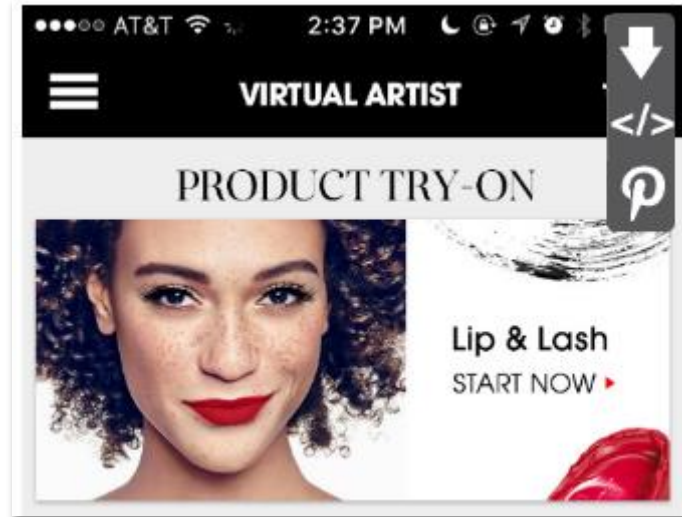 AT&T 2:37 PM
VIRTUAL ARTIST
</>
PRODUCT TRY-ON
Lip & Lash
START NOW